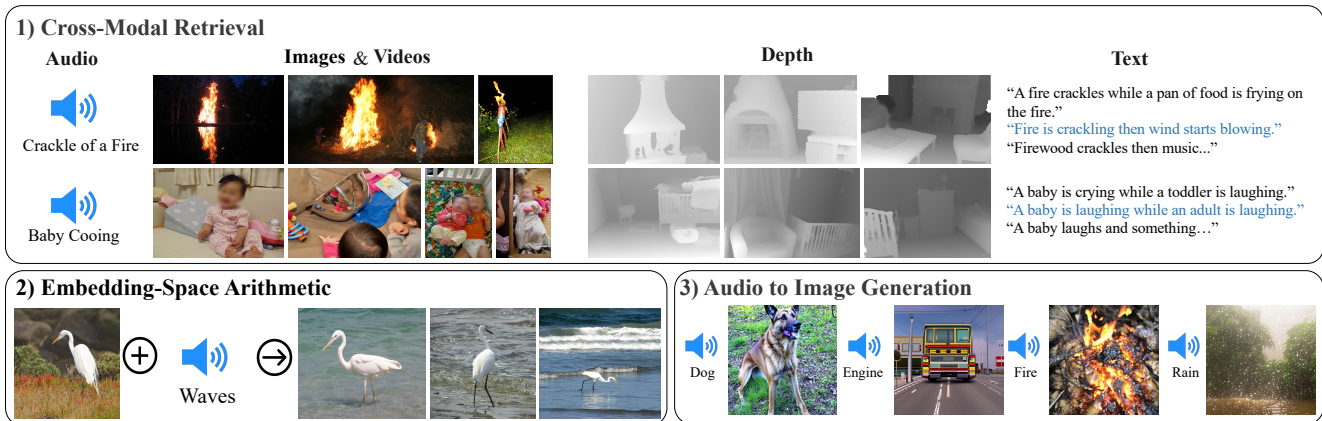 1) Cross-Modal Retrieval
Audio
Images & Videos
Depth
Text
Crackle of a Fire
“A fire crackles while a pan of food is frying on
the fire.”
“Fire is crackling then wind starts blowing.”
“Firewood crackles then music...”
Baby Cooing
“A baby is crying while a toddler is laughing.”
“A baby is laughing while an adult is laughing.”
“A baby laughs and something…”
2) Embedding-Space Arithmetic
Waves
3) Audio to Image Generation
Dog
Engine
Fire
Rain